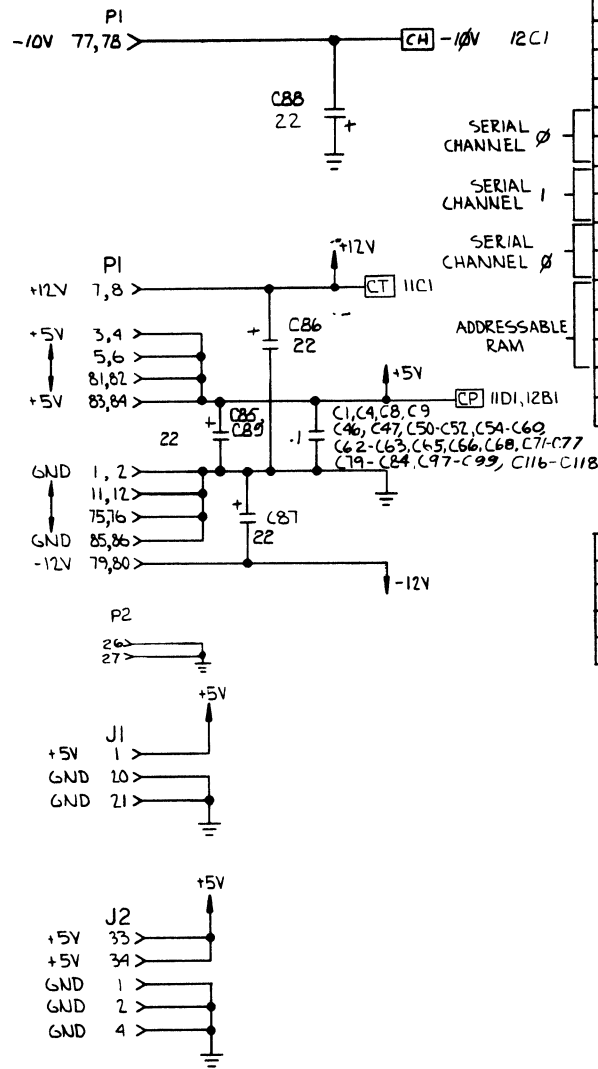 P1
-10V 77,78 CH -1ØV 12C1
C88
22
+
SERIAL
CHANNEL Ø
SERIAL
CHANNEL 1
SERIAL
CHANNEL Ø
ADDRESSABLE
RAM
+12V
P1
+12V 7,8 CT 11C1
+ C86
22
+5V 3,4
5,6
81,82
+5V 83,84
+5V
CP 11D1,12B1
+ C85,
C89
22
.1
C1,C4,C8,C9
C46,C47,C50-C52,C54-C60,
C62-C63,C65,C66,C68,C71-C77
C79-C84,C97-C99, C116-C118
GND 1,2
11,12
75,76
GND 85,86
+ C87
22
-12V 79,80
-12V
P2
26
27
+5V
J1
+5V 1
GND 20
GND 21
+5V
J2
+5V 33
+5V 34
GND 1
GND 2
GND 4